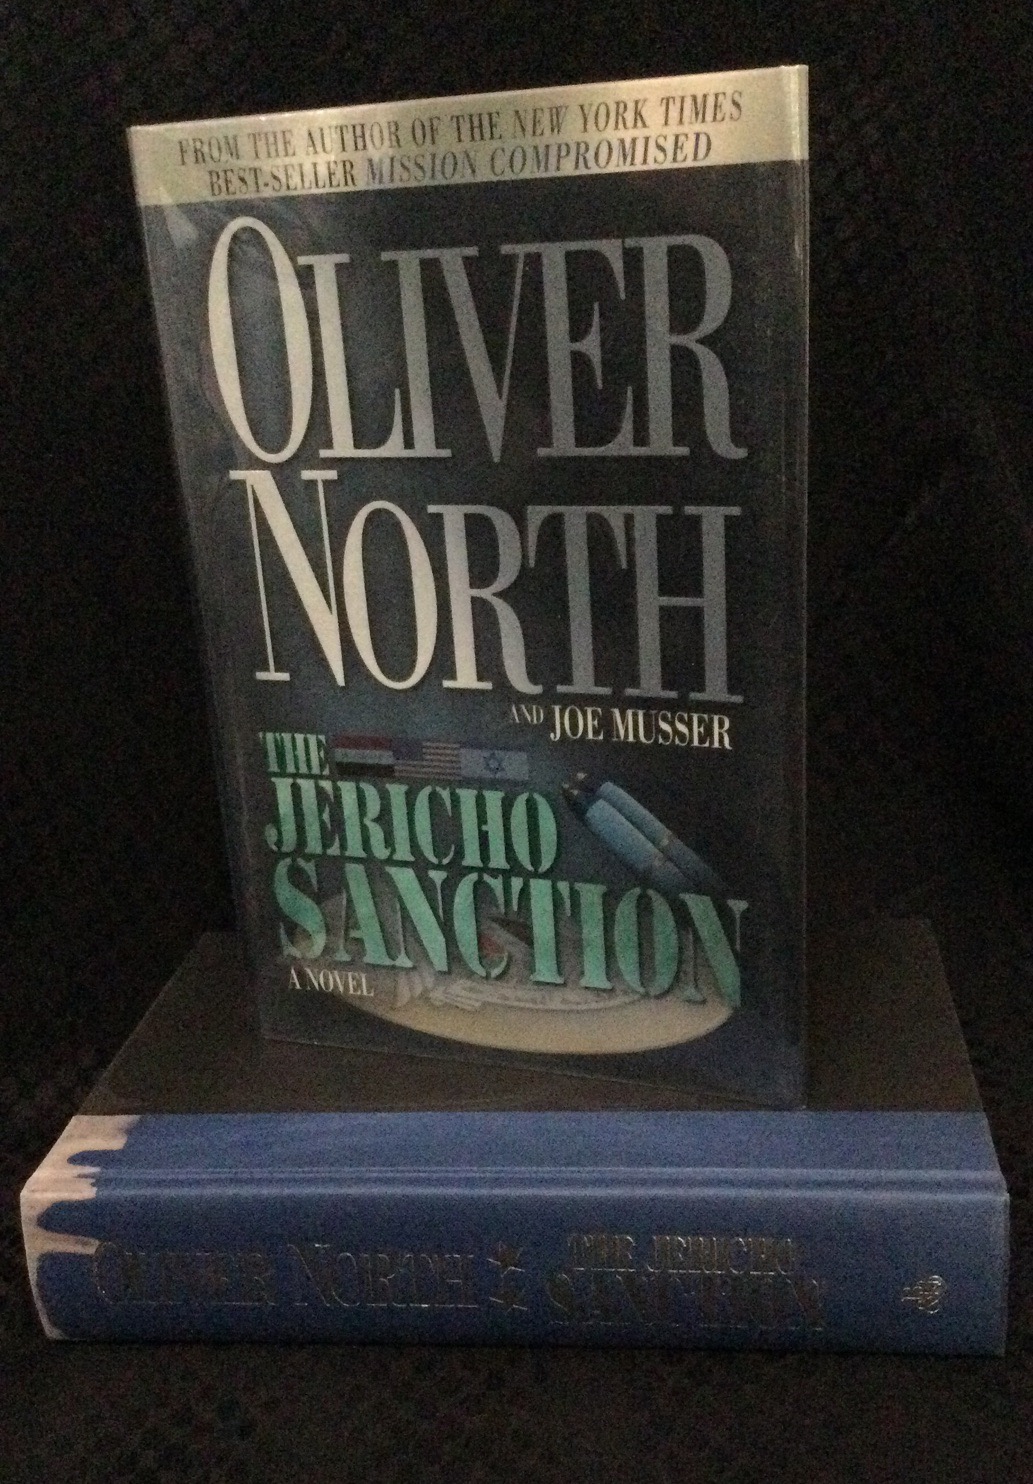 FROM THE AUTHOR OF THE NEW YORK TIMES
BEST-SELLER MISSION COMPROMISED
OLIVER
NORTH
AND JOE MUSSER
THE
JERICHO
SANCTION
A NOVEL
OLIVER NORTH
THE JERICHO
SANCTION